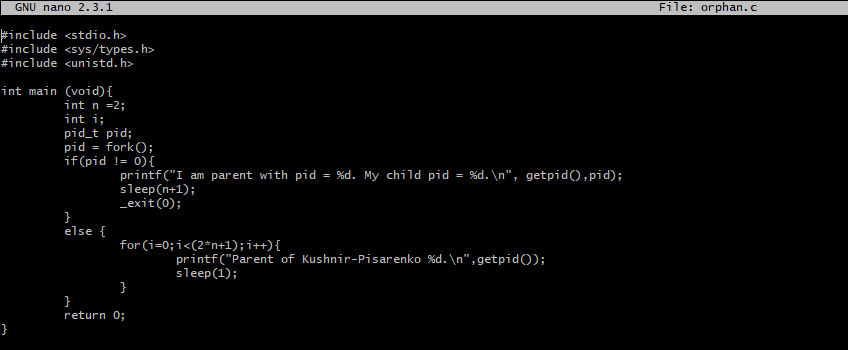 GNU nano 2.3.1 File: orphan.c
#include <stdio.h>
#include <sys/types.h>
#include <unistd.h>
int main (void){
int n =2;
int i;
pid_t pid;
pid = fork();
if(pid != 0){
printf("I am parent with pid = %d. My child pid = %d.\n", getpid(),pid);
sleep(n+1);
_exit(0);
}
else {
for(i=0;i<(2*n+1);i++){
printf("Parent of Kushnir-Pisarenko %d.\n",getpid());
sleep(1);
}
}
return 0;
}